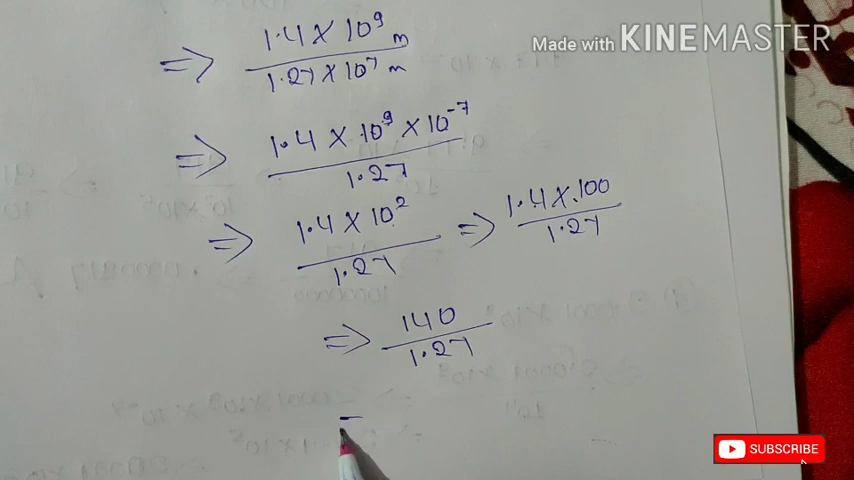 Made with KINEMASTER
⇒ 1.4 × 10⁹ m / 1.27 × 10⁷ m
⇒ 1.4 × 10⁹ × 10⁻⁷ / 1.27
⇒ 1.4 × 10² / 1.27 ⇒ 1.4 × 100 / 1.27
⇒ 140 / 1.27
SUBSCRIBE